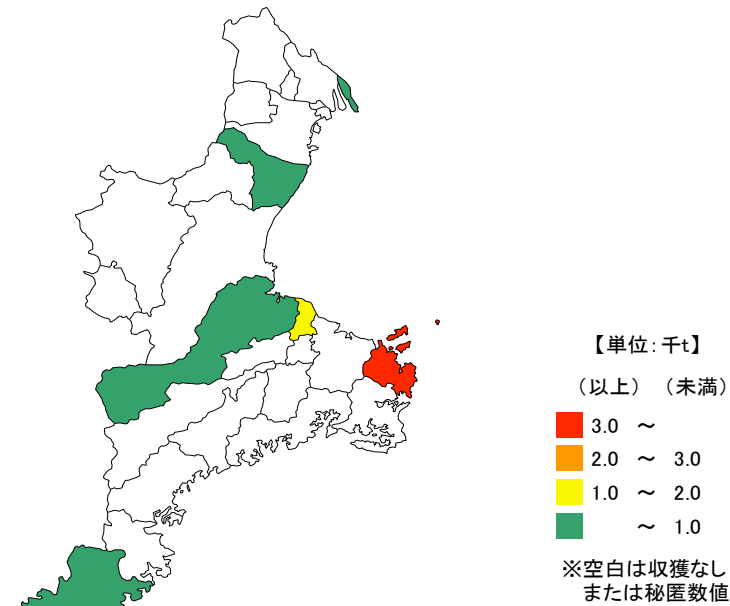 【単位：千t】
（以上） （未満）
3.0 ～
2.0 ～ 3.0
1.0 ～ 2.0
～ 1.0
※空白は収獲なし
または秘匿数値